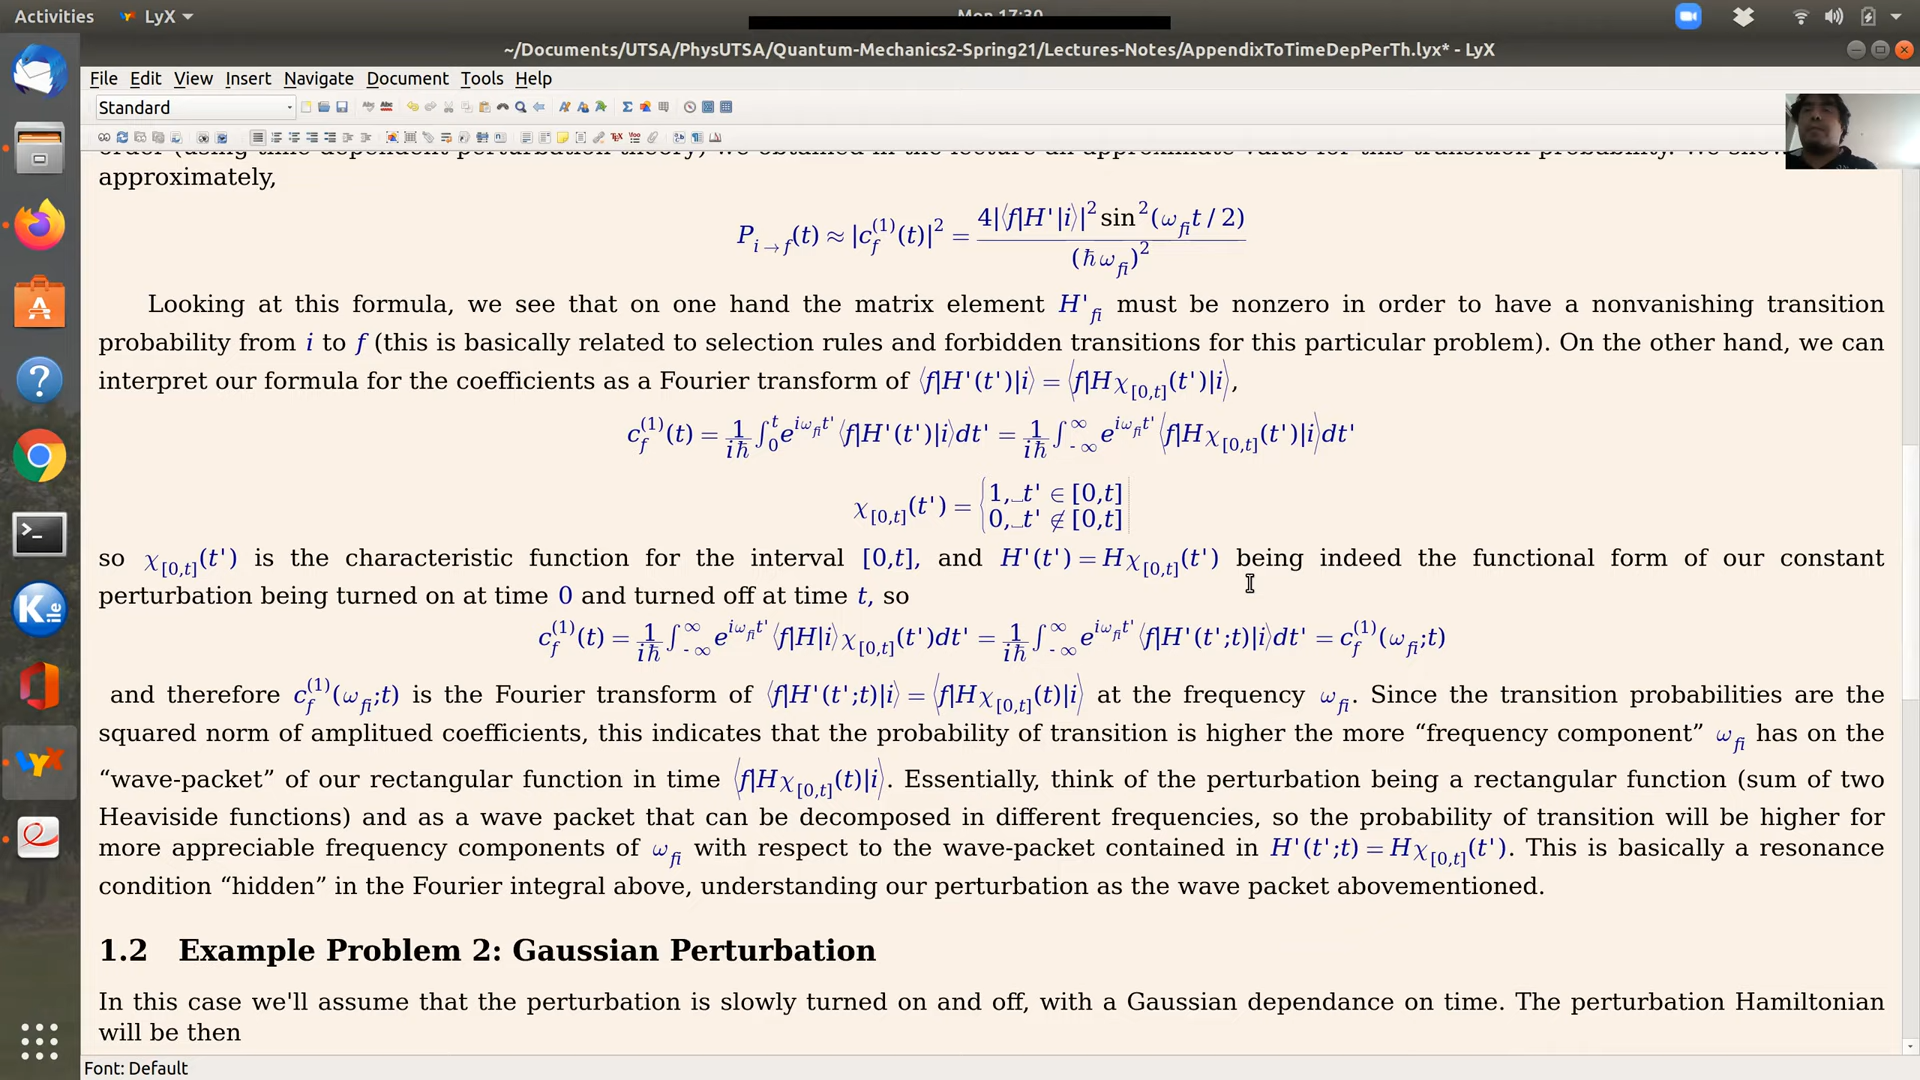 Activities LyX Mon 17:30
~/Documents/UTSA/PhysUTSA/Quantum-Mechanics2-Spring21/Lectures-Notes/AppendixToTimeDepPerTh.lyx* - LyX
File Edit View Insert Navigate Document Tools Help
Standard
approximately,
P_{i→f}(t) ≈ |c_f^{(1)}(t)|² = 4|⟨f|H'|i⟩|² sin²(ω_{fi}t / 2) / (ħω_{fi})²
Looking at this formula, we see that on one hand the matrix element H'_{fi} must be nonzero in order to have a nonvanishing transition
probability from i to f (this is basically related to selection rules and forbidden transitions for this particular problem). On the other hand, we can
interpret our formula for the coefficients as a Fourier transform of ⟨f|H'(t')|i⟩ = ⟨f|Hχ_{[0,t]}(t')|i⟩,
c_f^{(1)}(t) = 1/iħ ∫_0^t e^{iω_{fi}t'} ⟨f|H'(t')|i⟩dt' = 1/iħ ∫_{-∞}^∞ e^{iω_{fi}t'} ⟨f|Hχ_{[0,t]}(t')|i⟩dt'
χ_{[0,t]}(t') = { 1,␣t' ∈ [0,t]
0,␣t' ∉ [0,t]
so χ_{[0,t]}(t') is the characteristic function for the interval [0,t], and H'(t') = Hχ_{[0,t]}(t') being indeed the functional form of our constant
perturbation being turned on at time 0 and turned off at time t, so
c_f^{(1)}(t) = 1/iħ ∫_{-∞}^∞ e^{iω_{fi}t'} ⟨f|H|i⟩χ_{[0,t]}(t')dt' = 1/iħ ∫_{-∞}^∞ e^{iω_{fi}t'} ⟨f|H'(t';t)|i⟩dt' = c_f^{(1)}(ω_{fi};t)
and therefore c_f^{(1)}(ω_{fi};t) is the Fourier transform of ⟨f|H'(t';t)|i⟩ = ⟨f|Hχ_{[0,t]}(t)|i⟩ at the frequency ω_{fi}. Since the transition probabilities are the
squared norm of amplitued coefficients, this indicates that the probability of transition is higher the more “frequency component” ω_{fi} has on the
“wave-packet” of our rectangular function in time ⟨f|Hχ_{[0,t]}(t)|i⟩. Essentially, think of the perturbation being a rectangular function (sum of two
Heaviside functions) and as a wave packet that can be decomposed in different frequencies, so the probability of transition will be higher for
more appreciable frequency components of ω_{fi} with respect to the wave-packet contained in H'(t';t) = Hχ_{[0,t]}(t'). This is basically a resonance
condition “hidden” in the Fourier integral above, understanding our perturbation as the wave packet abovementioned.
1.2 Example Problem 2: Gaussian Perturbation
In this case we'll assume that the perturbation is slowly turned on and off, with a Gaussian dependance on time. The perturbation Hamiltonian
will be then
Font: Default